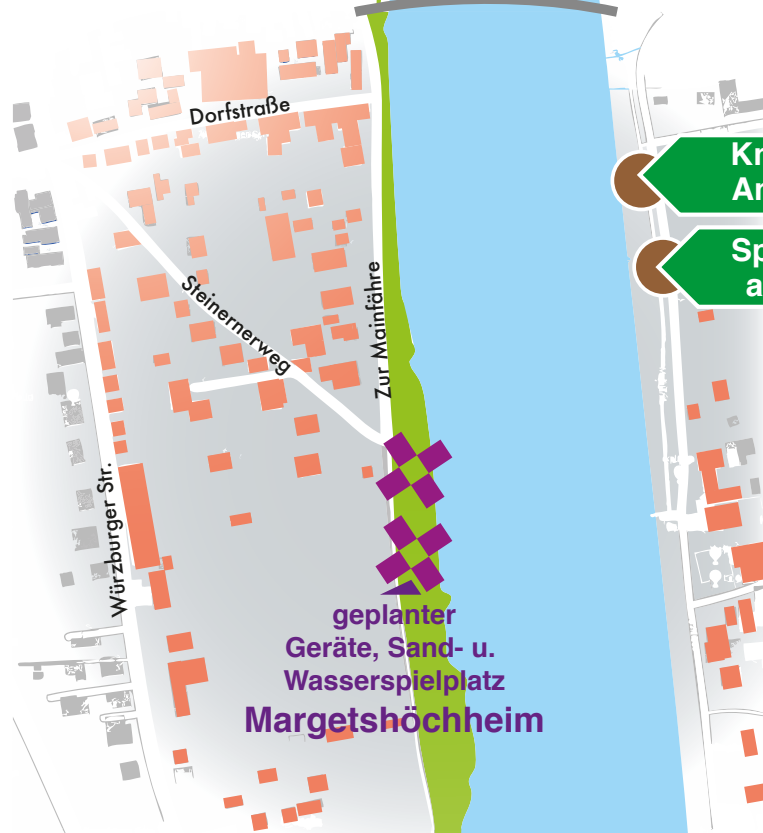 Dorfstraße
Steinernerweg
Zur Mainfähre
Würzburger Str.
geplanter
Geräte, Sand- u.
Wasserspielplatz
Margetshöchheim